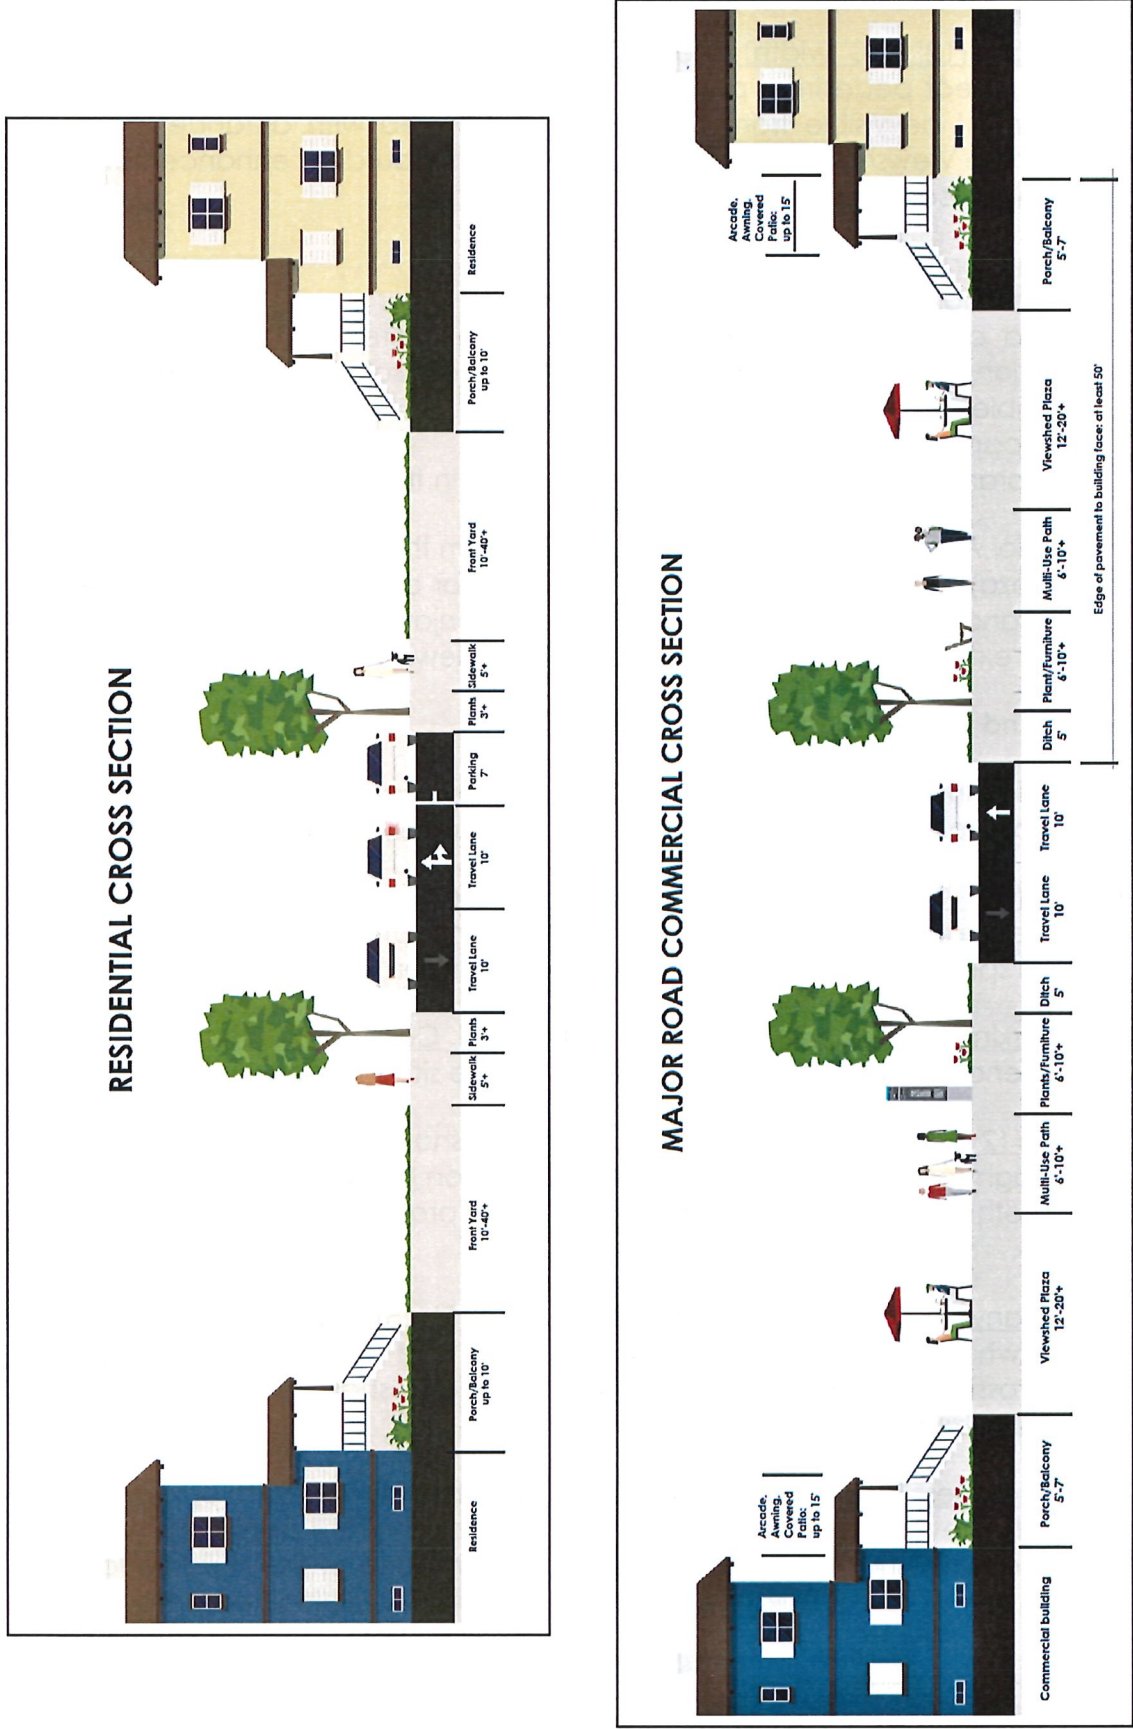 RESIDENTIAL CROSS SECTION
Residence
Porch/Balcony
up to 10'
Front Yard
10'-40'+
Sidewalk
5'+
Plants
3'+
Travel Lane
10'
Travel Lane
10'
Parking
7'
Plants
3'+
Sidewalk
5'+
Front Yard
10'-40'+
Porch/Balcony
up to 10'
Residence
MAJOR ROAD COMMERCIAL CROSS SECTION
Arcade,
Awning,
Covered
Patio:
up to 15'
Arcade,
Awning,
Covered
Patio:
up to 15'
Commercial building
Porch/Balcony
5'-7'
Viewshed Plaza
12'-20'+
Multi-Use Path
6'-10'+
Plants/Furniture
6'-10'+
Ditch
5'
Travel Lane
10'
Travel Lane
10'
Ditch
5'
Plant/Furniture
6'-10'+
Multi-Use Path
6'-10'+
Viewshed Plaza
12'-20'+
Porch/Balcony
5'-7'
Edge of pavement to building face: at least 50'